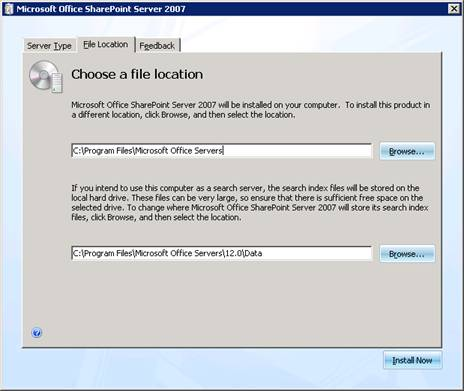 Microsoft Office SharePoint Server 2007
Server Type File Location Feedback
Choose a file location
Microsoft Office SharePoint Server 2007 will be installed on your computer. To install this product in
a different location, click Browse, and then select the location.
C:\Program Files\Microsoft Office Servers
Browse...
If you intend to use this computer as a search server, the search index files will be stored on the
local hard drive. These files can be very large, so ensure that there is sufficient free space on the
selected drive. To change where Microsoft Office SharePoint Server 2007 will store its search index
files, click Browse, and then select the location.
C:\Program Files\Microsoft Office Servers\12.0\Data
Browse...
?
Install Now